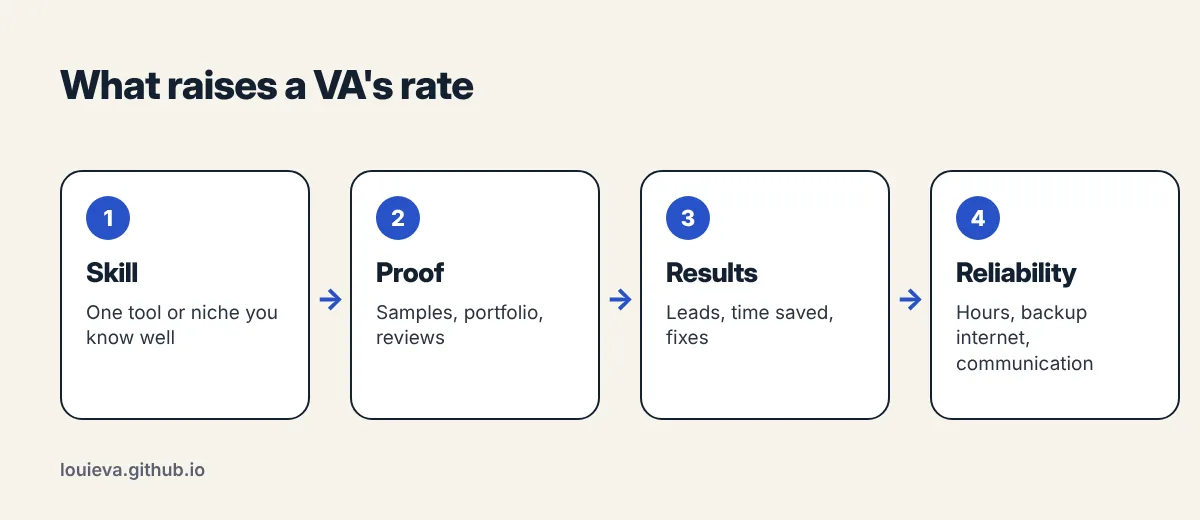 What raises a VA's rate
1
Skill
One tool or niche you
know well
2
Proof
Samples, portfolio,
reviews
3
Results
Leads, time saved,
fixes
4
Reliability
Hours, backup
internet,
communication
louieva.github.io